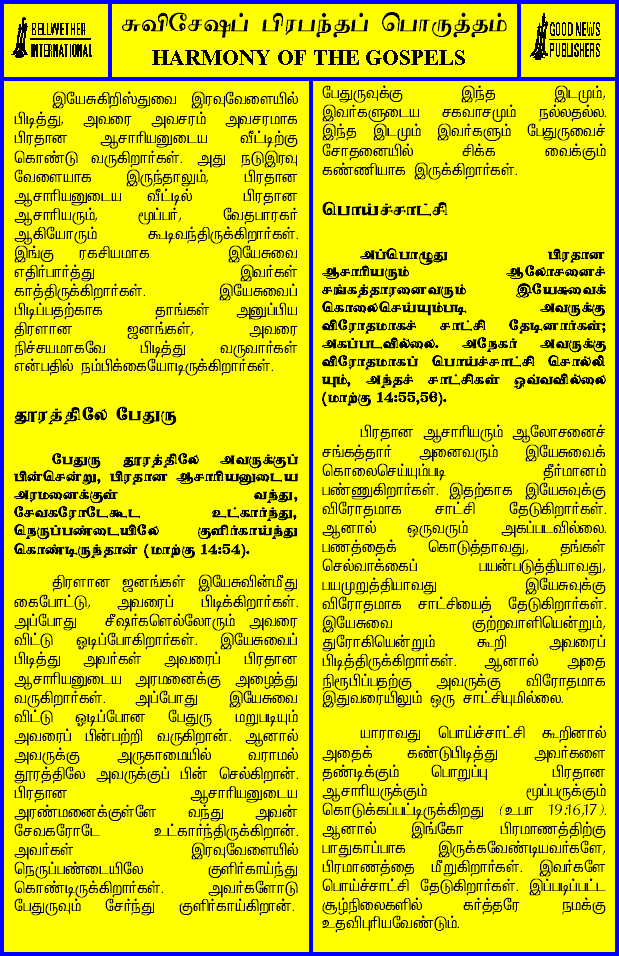 BELLWETHER
INTERNATIONAL
சுவிசேஷப் பிரபந்தப் பொருத்தம்
HARMONY OF THE GOSPELS
GOOD NEWS
PUBLISHERS
இயேசுகிறிஸ்துவை இரவுவேளையில்
பிடித்து, அவரை அவசரம் அவசரமாக
பிரதான ஆசாரியனுடைய வீட்டிற்கு
கொண்டு வருகிறார்கள். அது நடுஇரவு
வேளையாக இருந்தாலும், பிரதான
ஆசாரியனுடைய வீட்டில் பிரதான
ஆசாரியரும், மூப்பர், வேதபாரகர்
ஆகியோரும் கூடிவந்திருக்கிறார்கள்.
இங்கு ரகசியமாக இயேசுவை
எதிர்பார்த்து இவர்கள்
காத்திருக்கிறார்கள். இயேசுவைப்
பிடிப்பதற்காக தாங்கள் அனுப்பிய
திரளான ஜனங்கள், அவரை
நிச்சயமாகவே பிடித்து வருவார்கள்
என்பதில் நம்பிக்கையோடிருக்கிறார்கள்.
தூரத்திலே பேதுரு
பேதுரு தூரத்திலே அவருக்குப்
பின்சென்று, பிரதான ஆசாரியனுடைய
அரமனைக்குள் வந்து,
சேவகரோடேகூட உட்கார்ந்து,
நெருப்பண்டையிலே குளிர்காய்ந்து
கொண்டிருந்தான் (மாற்கு 14:54).
திரளான ஜனங்கள் இயேசுவின்மீது
கைபோட்டு, அவரைப் பிடிக்கிறார்கள்.
அப்போது சீஷர்களெல்லோரும் அவரை
விட்டு ஓடிப்போகிறார்கள். இயேசுவைப்
பிடித்து அவர்கள் அவரைப் பிரதான
ஆசாரியனுடைய அரமனைக்கு அழைத்து
வருகிறார்கள். அப்போது இயேசுவை
விட்டு ஓடிப்போன பேதுரு மறுபடியும்
அவரைப் பின்பற்றி வருகிறான். ஆனால்
அவருக்கு அருகாமையில் வராமல்
தூரத்திலே அவருக்குப் பின் செல்கிறான்.
பிரதான ஆசாரியனுடைய
அரண்மனைக்குள்ளே வந்து அவன்
சேவகரோடே உட்கார்ந்திருக்கிறான்.
அவர்கள் இரவுவேளையில்
நெருப்பண்டையிலே குளிர்காய்ந்து
கொண்டிருக்கிறார்கள். அவர்களோடு
பேதுருவும் சேர்ந்து குளிர்காய்கிறான்.
பேதுருவுக்கு இந்த இடமும்,
இவர்களுடைய சகவாசமும் நல்லதல்ல.
இந்த இடமும் இவர்களும் பேதுருவைச்
சோதனையில் சிக்க வைக்கும்
கண்ணியாக இருக்கிறார்கள்.
பொய்ச்சாட்சி
அப்பொழுது பிரதான
ஆசாரியரும் ஆலோசனைச்
சங்கத்தாரனைவரும் இயேசுவைக்
கொலைசெய்யும்படி அவருக்கு
விரோதமாகச் சாட்சி தேடினார்கள்;
அகப்படவில்லை. அநேகர் அவருக்கு
விரோதமாகப் பொய்ச்சாட்சி சொல்லி
யும், அந்தச் சாட்சிகள் ஒவ்வவில்லை
(மாற்கு 14:55,56).
பிரதான ஆசாரியரும் ஆலோசனைச்
சங்கத்தார் அனைவரும் இயேசுவைக்
கொலைசெய்யும்படி தீர்மானம்
பண்ணுகிறார்கள். இதற்காக இயேசுவுக்கு
விரோதமாக சாட்சி தேடுகிறார்கள்.
ஆனால் ஒருவரும் அகப்படவில்லை.
பணத்தைக் கொடுத்தாவது, தங்கள்
செல்வாக்கைப் பயன்படுத்தியாவது,
பயமுறுத்தியாவது இயேசுவுக்கு
விரோதமாக சாட்சியைத் தேடுகிறார்கள்.
இயேசுவை குற்றவாளியென்றும்,
துரோகியென்றும் கூறி அவரைப்
பிடித்திருக்கிறார்கள். ஆனால் அதை
நிரூபிப்பதற்கு அவருக்கு விரோதமாக
இதுவரையிலும் ஒரு சாட்சியுமில்லை.
யாராவது பொய்ச்சாட்சி கூறினால்
அதைக் கண்டுபிடித்து அவர்களை
தண்டிக்கும் பொறுப்பு பிரதான
ஆசாரியருக்கும் மூப்பருக்கும்
கொடுக்கப்பட்டிருக்கிறது (உபா 19:16,17).
ஆனால் இங்கோ பிரமாணத்திற்கு
பாதுகாப்பாக இருக்கவேண்டியவர்களே,
பிரமாணத்தை மீறுகிறார்கள். இவர்களே
பொய்ச்சாட்சி தேடுகிறார்கள். இப்படிப்பட்ட
சூழ்நிலைகளில் கர்த்தரே நமக்கு
உதவிபுரியவேண்டும்.